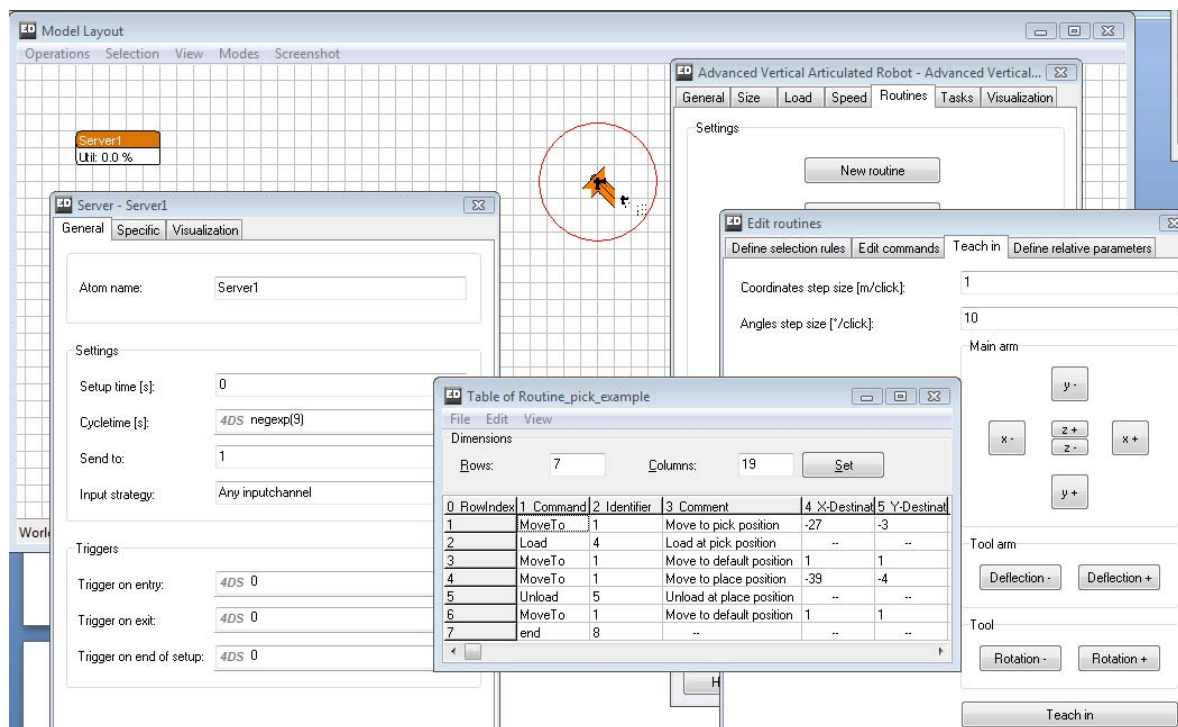 ED Model Layout
Operations Selection View Modes Screenshot
Server1
Util: 0.0 %
ED Advanced Vertical Articulated Robot - Advanced Vertical...
General Size Load Speed Routines Tasks Visualization
Settings
New routine
ED Server - Server1
General Specific Visualization
Atom name: Server1
Settings
Setup time [s]: 0
Cycletime [s]: 4DS negexp(9)
Send to: 1
Input strategy: Any inputchannel
Triggers
Trigger on entry: 4DS 0
Trigger on exit: 4DS 0
Trigger on end of setup: 4DS 0
ED Edit routines
Define selection rules Edit commands Teach in Define relative parameters
Coordinates step size [m/click]: 1
Angles step size [°/click]: 10
Main arm
y -
x - z + x +
z -
y +
Tool arm
Deflection - Deflection +
Tool
Rotation - Rotation +
Teach in
ED Table of Routine_pick_example
File Edit View
Dimensions
Rows: 7 Columns: 19 Set
0 RowIndex 1 Command 2 Identifier 3 Comment 4 X-Destinat 5 Y-Destinat
1 MoveTo 1 Move to pick position -27 -3
2 Load 4 Load at pick position -- --
3 MoveTo 1 Move to default position 1 1
4 MoveTo 1 Move to place position -39 -4
5 Unload 5 Unload at place position -- --
6 MoveTo 1 Move to default position 1 1
7 end 8 -- --